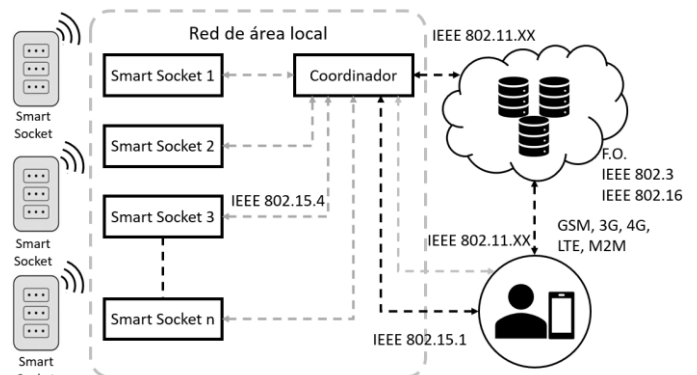 Red de área local
IEEE 802.11.XX
Smart Socket 1
Coordinador
Smart
Socket
Smart Socket 2
F.O.
IEEE 802.3
IEEE 802.16
IEEE 802.15.4
Smart Socket 3
GSM, 3G, 4G,
LTE, M2M
Smart
Socket
IEEE 802.11.XX
Smart Socket n
IEEE 802.15.1
Smart